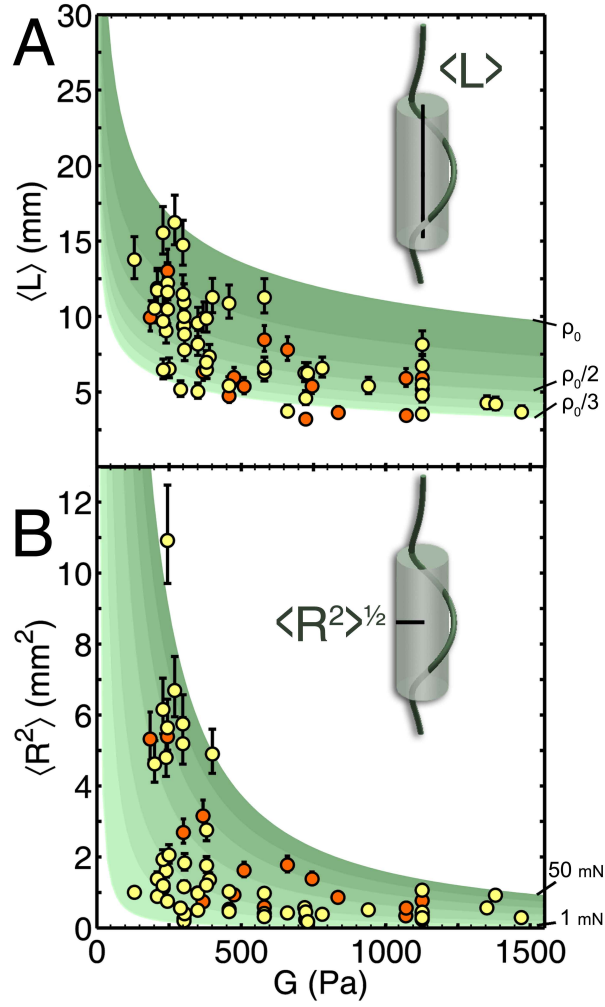 A
⟨L⟩
30
25
20
15
10
5
⟨L⟩ (mm)
ρ₀
ρ₀/2
ρ₀/3
B
⟨R²⟩^½
12
10
8
6
4
2
0
⟨R²⟩ (mm²)
50 mN
1 mN
0 500 1000 1500
G (Pa)